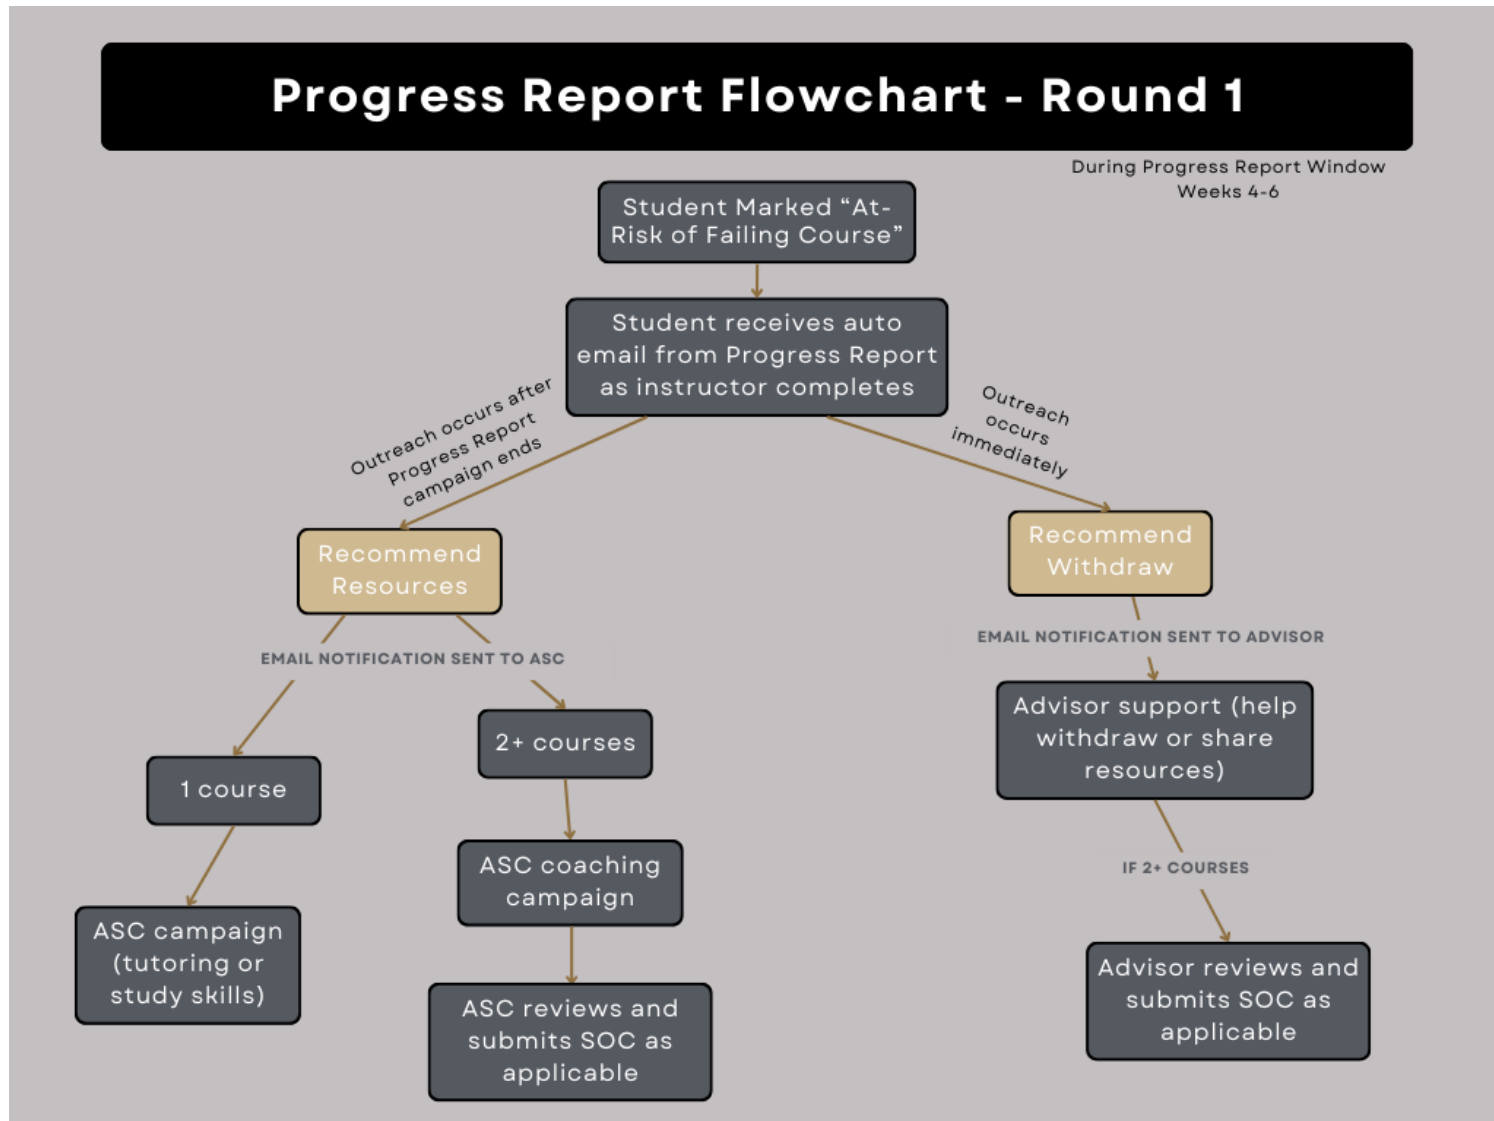 Progress Report Flowchart - Round 1
During Progress Report Window
Weeks 4-6
Student Marked “At-
Risk of Failing Course”
Student receives auto
email from Progress Report
as instructor completes
Outreach occurs after
Progress Report
campaign ends
Outreach
occurs
immediately
Recommend
Resources
Recommend
Withdraw
EMAIL NOTIFICATION SENT TO ASC
EMAIL NOTIFICATION SENT TO ADVISOR
1 course
2+ courses
Advisor support (help
withdraw or share
resources)
ASC campaign
(tutoring or
study skills)
ASC coaching
campaign
IF 2+ COURSES
ASC reviews and
submits SOC as
applicable
Advisor reviews and
submits SOC as
applicable